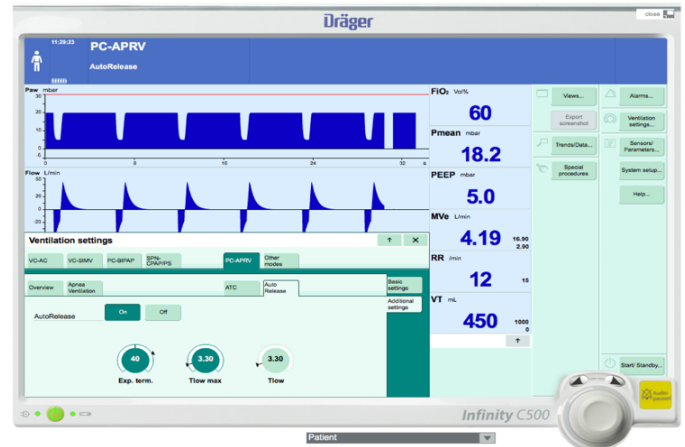 close
Dräger
11:29:23
PC-APRV
AutoRelease
Paw mbar
30
20
10
0
-5
0
10
24
32
s
Flow L/min
50
20
0
-20
FiO₂ Vol%
60
Pmean mbar
18.2
PEEP mbar
5.0
MVe L/min
4.19
16.90
2.50
RR /min
12
15
VT mL
450
1000
0
Views...
Export
screenshot
Trends/Data...
Special
procedures
Alarms...
Ventilation
settings...
Sensors/
Parameters...
System setup...
Help...
Start/ Standby...
Ventilation settings
VC-AC
VC-SIMV
PC-BIPAP
SPN-
CPAP/PS
PC-APRV
Other
modes
Overview
Apnea
Ventilation
ATC
Auto
Release
Basic
settings
Additional
settings
AutoRelease
On
Off
40
3.30
3.30
Exp. term.
Tlow max
Tlow
Audio
paused
Infinity C500
Patient